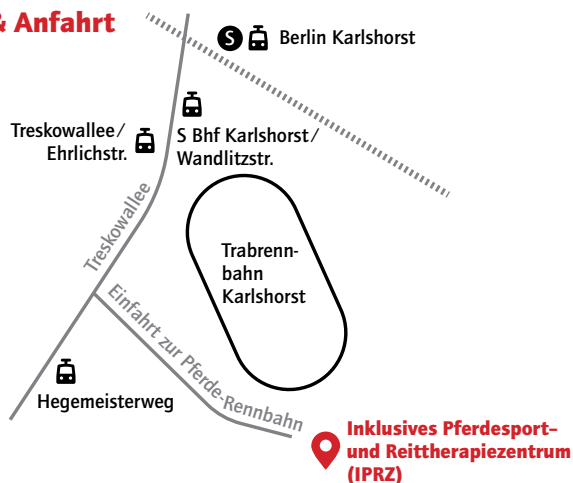 & Anfahrt
S
Berlin Karlshorst
S Bhf Karlshorst/
Wandlitzstr.
Treskowallee/
Ehrlichstr.
Treskowallee
Trabrenn-
bahn
Karlshorst
Einfahrt zur Pferde-Rennbahn
Hegemeisterweg
Inklusives Pferdesport-
und Reittherapiezentrum
(IPRZ)